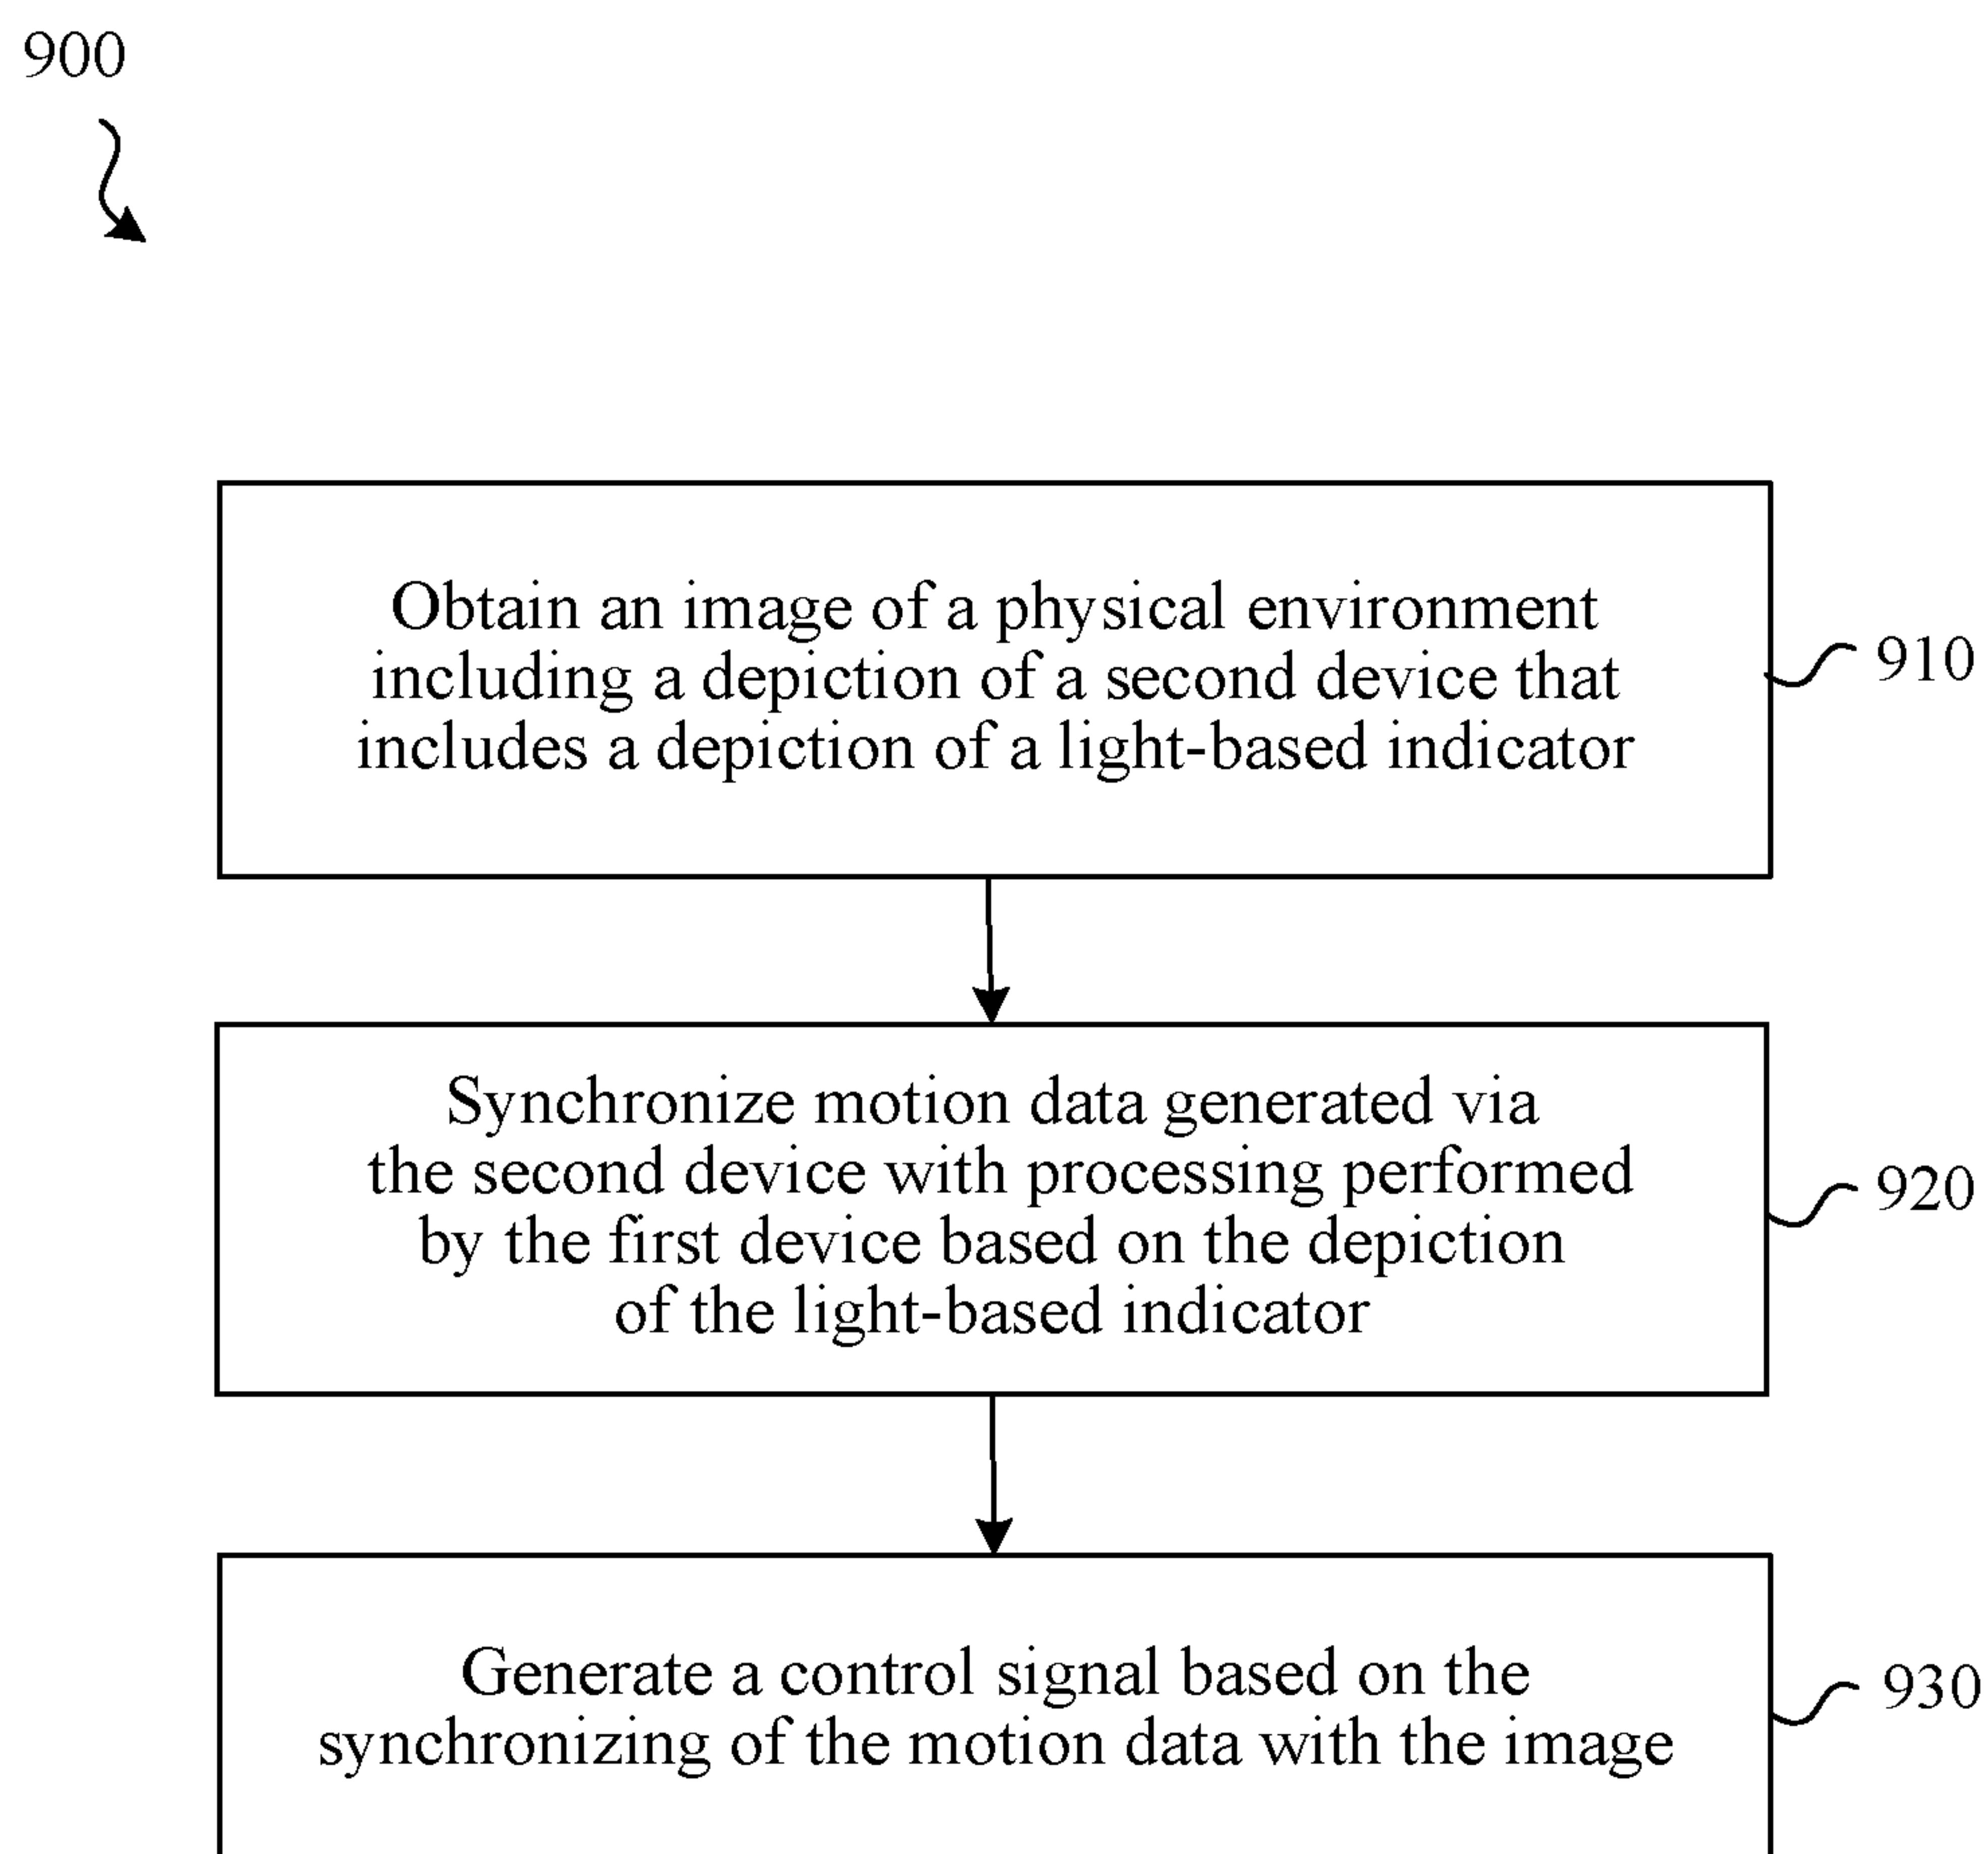 900
Obtain an image of a physical environment
including a depiction of a second device that
includes a depiction of a light-based indicator
910
Synchronize motion data generated via
the second device with processing performed
by the first device based on the depiction
of the light-based indicator
920
Generate a control signal based on the
synchronizing of the motion data with the image
930